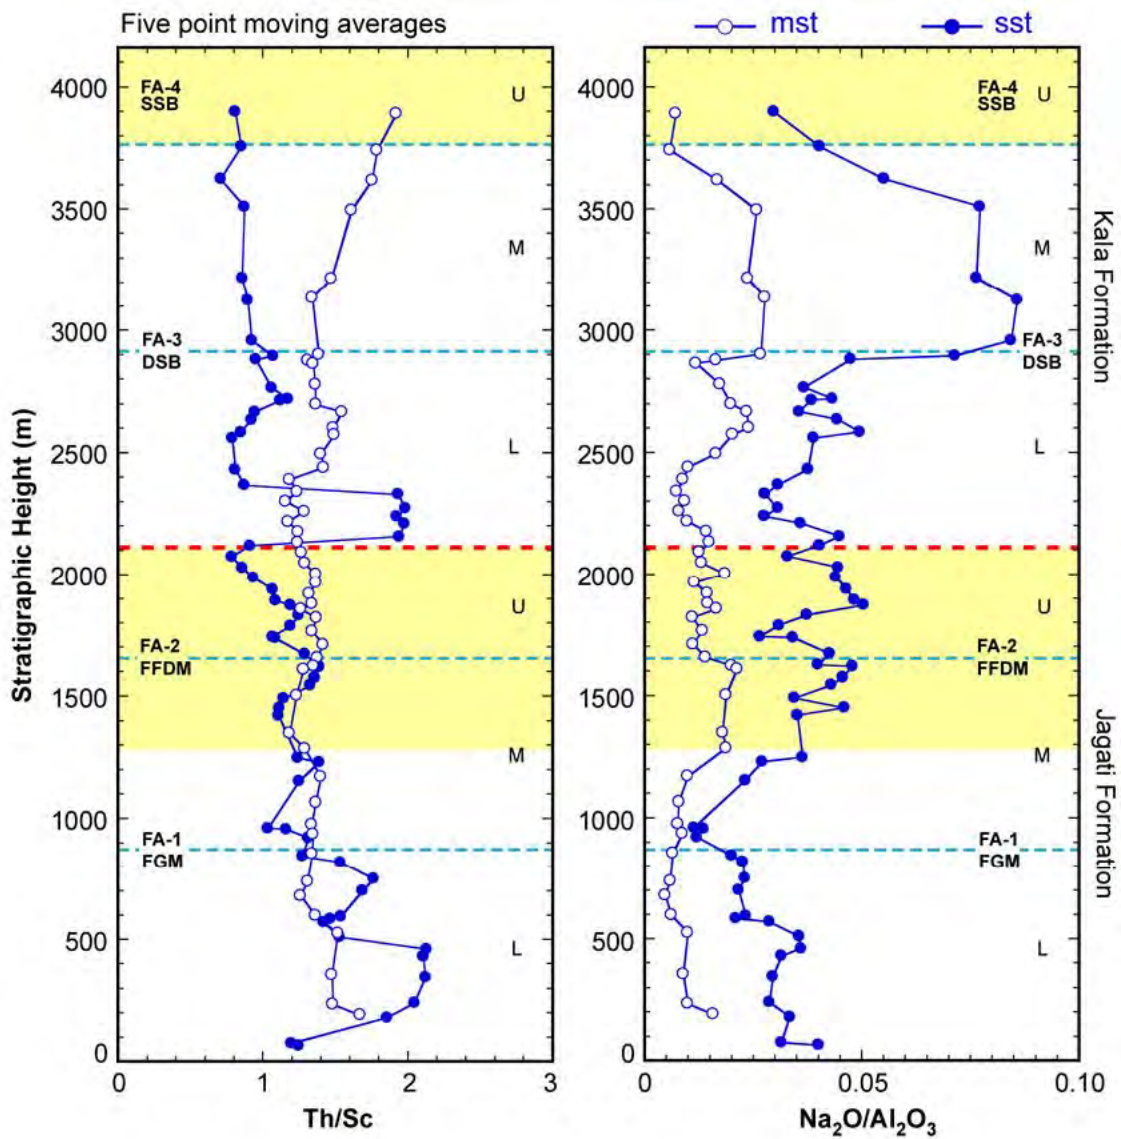 Five point moving averages
mst
sst
Stratigraphic Height (m)
4000
3500
3000
2500
2000
1500
1000
500
0
FA-4
SSB
U
M
FA-3
DSB
L
U
FA-2
FFDM
M
FA-1
FGM
L
0
1
2
3
Th/Sc
4000
3500
3000
2500
2000
1500
1000
500
0
FA-4
SSB
U
M
FA-3
DSB
L
U
FA-2
FFDM
M
FA-1
FGM
L
0
0.05
0.10
Na₂O/Al₂O₃
Kala Formation
Jagati Formation